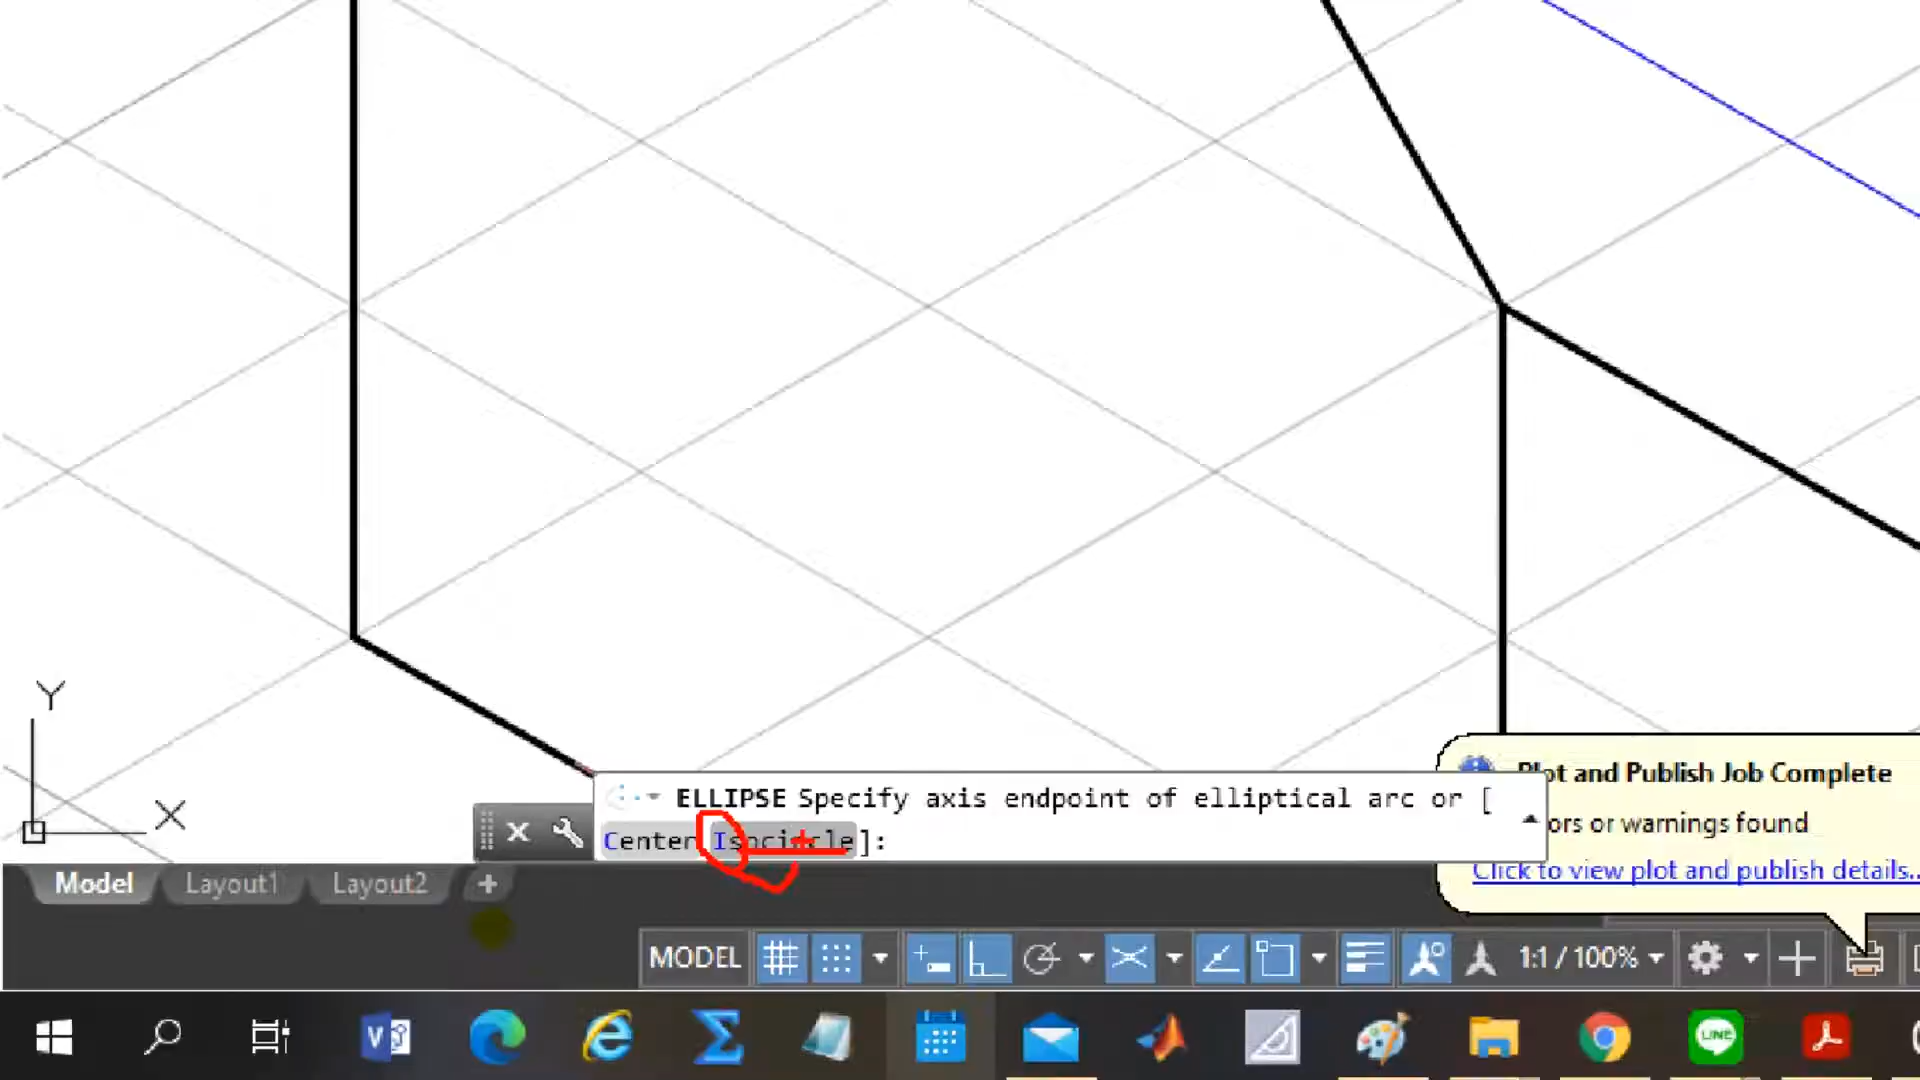 Y
X
ELLIPSE Specify axis endpoint of elliptical arc or [
Center Isocircle]:
Plot and Publish Job Complete
ors or warnings found
Click to view plot and publish details...
Model Layout1 Layout2 +
MODEL 1:1 / 100%
LINE